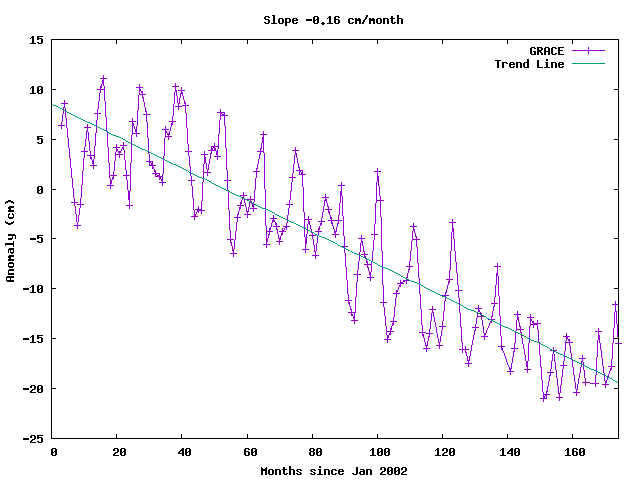 Slope -0.16 cm/month
GRACE
Trend Line
15
10
5
0
-5
-10
-15
-20
-25
Anomaly (cm)
0 20 40 60 80 100 120 140 160
Months since Jan 2002